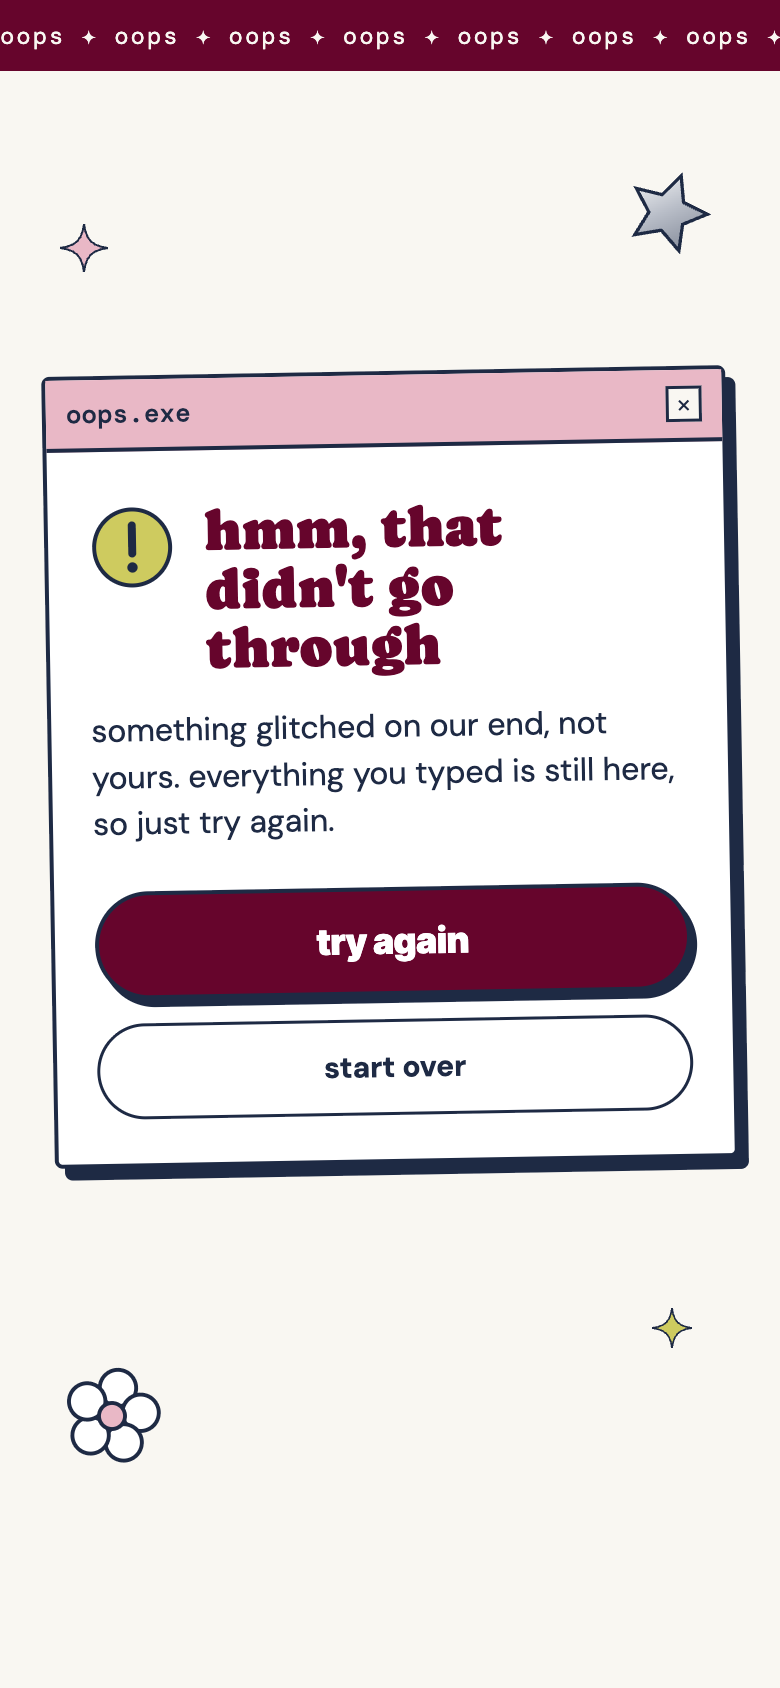 oops ✦ oops ✦ oops ✦ oops ✦ oops ✦ oops ✦ oops ✦
oops.exe
×
hmm, that
didn't go
through
something glitched on our end, not
yours. everything you typed is still here,
so just try again.
try again
start over